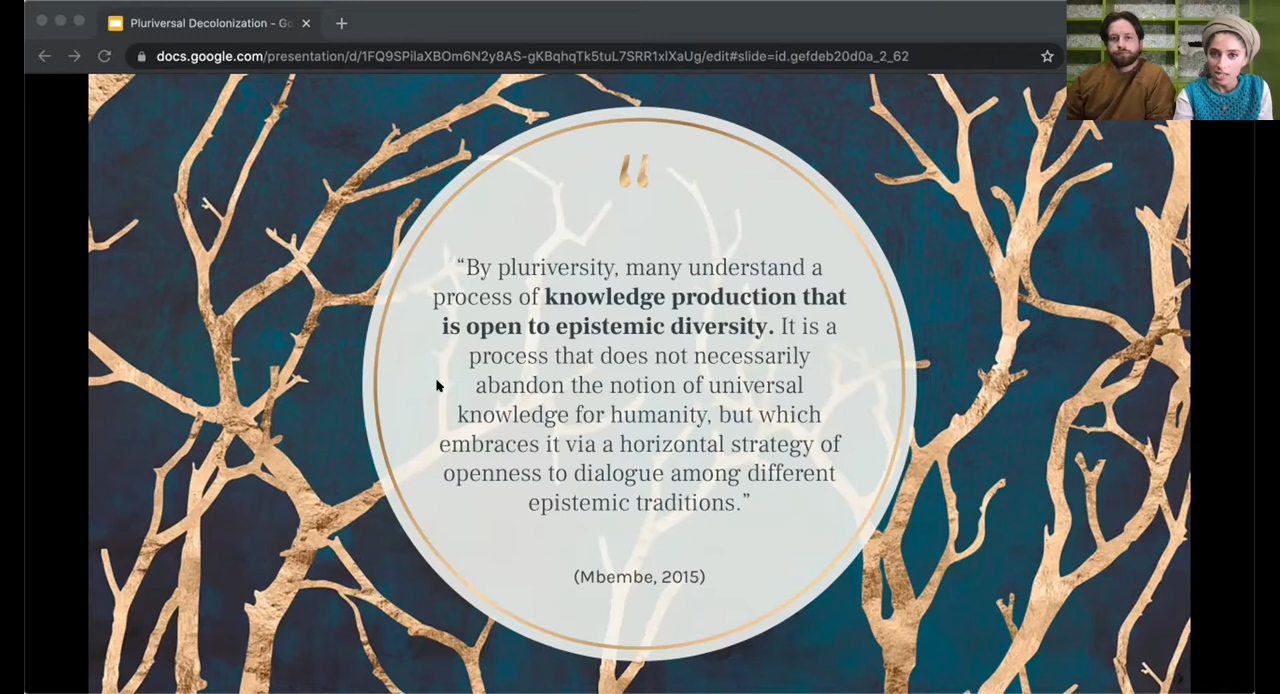 Pluriversal Decolonization - Go
docs.google.com/presentation/d/1FQ9SPilaXBOm6N2y8AS-gKBqhqTk5tuL7SRR1xlXaUg/edit#slide=id.gefdeb20d0a_2_62
“
“By pluriversity, many understand a
process of knowledge production that
is open to epistemic diversity. It is a
process that does not necessarily
abandon the notion of universal
knowledge for humanity, but which
embraces it via a horizontal strategy of
openness to dialogue among different
epistemic traditions.”
(Mbembe, 2015)